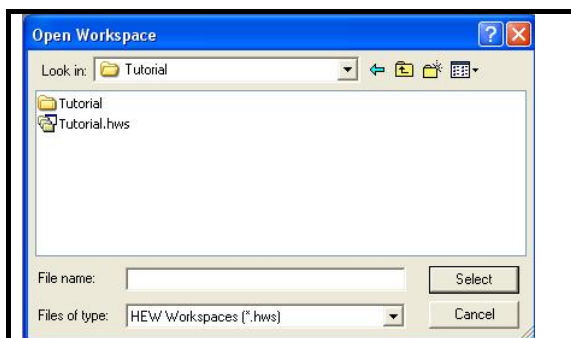 Open Workspace
Look in: Tutorial
Tutorial
Tutorial.hws
File name: Select
Files of type: HEW Workspaces (*.hws) Cancel